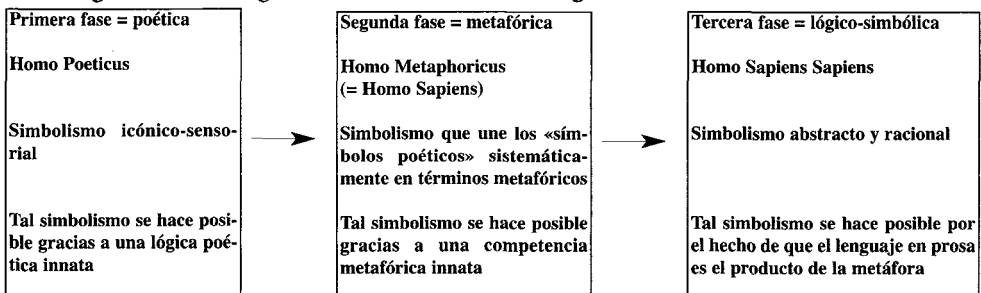 Primera fase = poética
Homo Poeticus
Simbolismo icónico-senso-
rial
Tal simbolismo se hace posi-
ble gracias a una lógica poé-
tica innata
Segunda fase = metafórica
Homo Metaphoricus
(= Homo Sapiens)
Simbolismo que une los «sím-
bolos poéticos» sistemática-
mente en términos metafóricos
Tal simbolismo se hace posible
gracias a una competencia
metafórica innata
Tercera fase = lógico-simbólica
Homo Sapiens Sapiens
Simbolismo abstracto y racional
Tal simbolismo se hace posible por
el hecho de que el lenguaje en prosa
es el producto de la metáfora